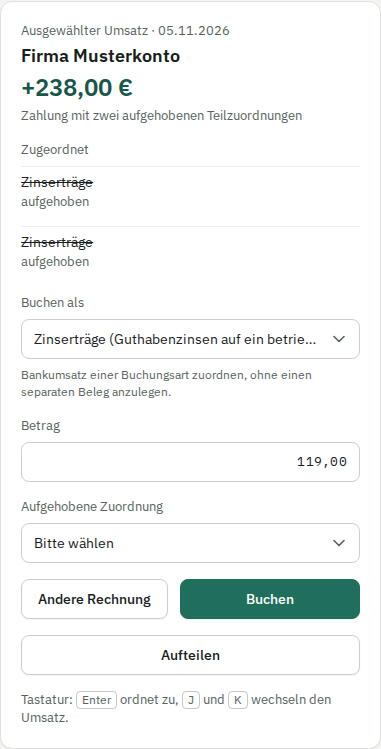 Ausgewählter Umsatz · 05.11.2026
Firma Musterkonto
+238,00 €
Zahlung mit zwei aufgehobenen Teilzuordnungen
Zugeordnet
Zinserträge
aufgehoben
Zinserträge
aufgehoben
Buchen als
Zinserträge (Guthabenzinsen auf ein betrie...
Bankumsatz einer Buchungsart zuordnen, ohne einen
separaten Beleg anzulegen.
Betrag
119,00
Aufgehobene Zuordnung
Bitte wählen
Andere Rechnung Buchen
Aufteilen
Tastatur: Enter ordnet zu, J und K wechseln den
Umsatz.